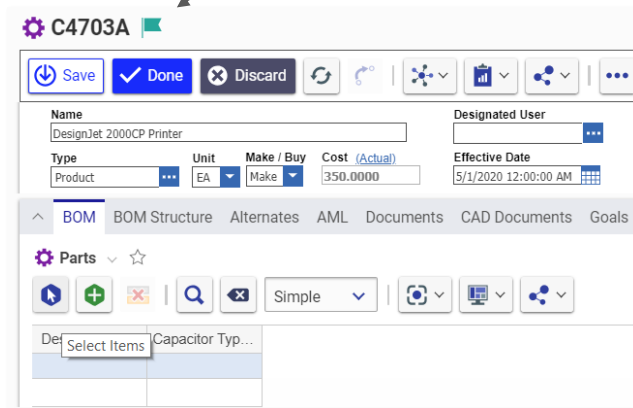 C4703A
Save Done Discard
Name Designated User
DesignJet 2000CP Printer
Type Unit Make / Buy Cost (Actual) Effective Date
Product EA Make 350.0000 5/1/2020 12:00:00 AM
BOM BOM Structure Alternates AML Documents CAD Documents Goals
Parts
Simple
De Capacitor Typ...
Select Items